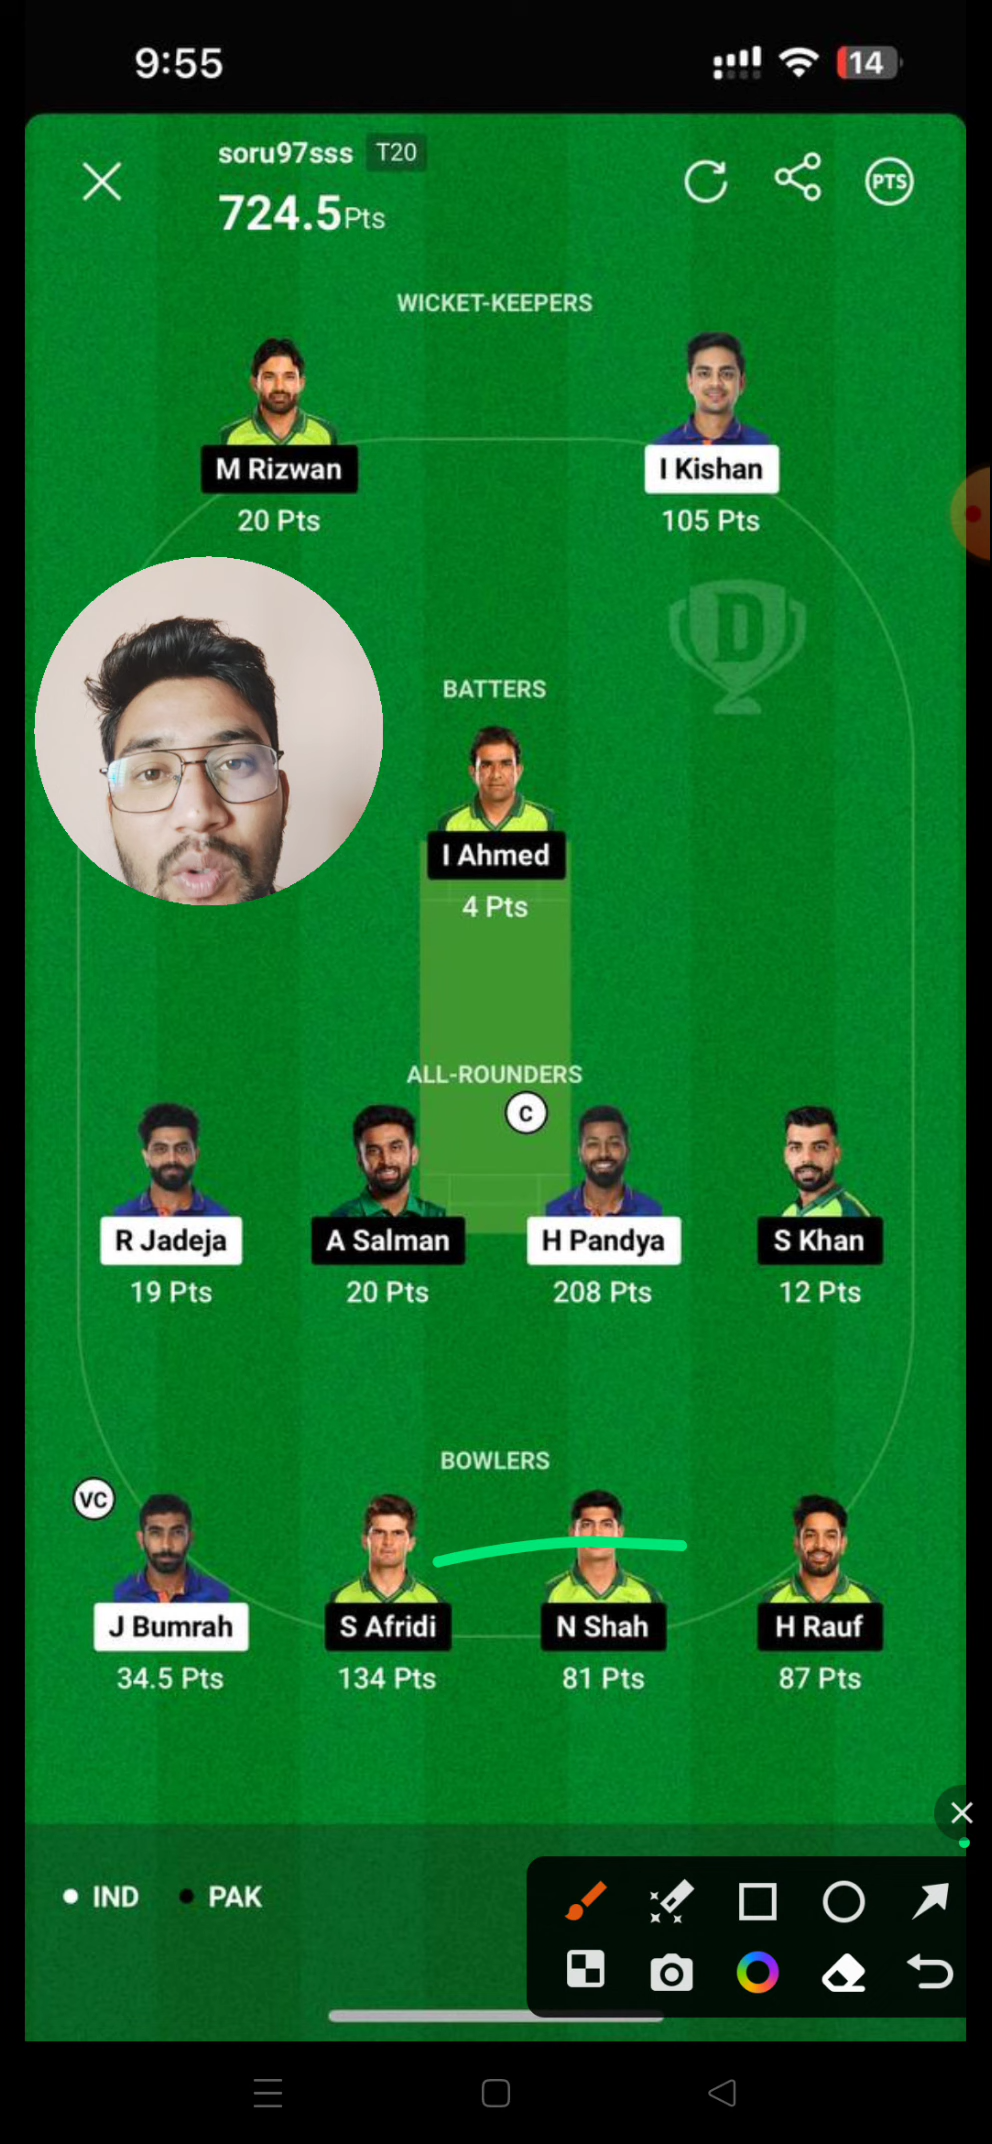 9:55
14
soru97sss T20
724.5Pts
PTS
WICKET-KEEPERS
M Rizwan
20 Pts
I Kishan
105 Pts
D
BATTERS
I Ahmed
4 Pts
ALL-ROUNDERS
C
R Jadeja
19 Pts
A Salman
20 Pts
H Pandya
208 Pts
S Khan
12 Pts
BOWLERS
VC
J Bumrah
34.5 Pts
S Afridi
134 Pts
N Shah
81 Pts
H Rauf
87 Pts
IND PAK